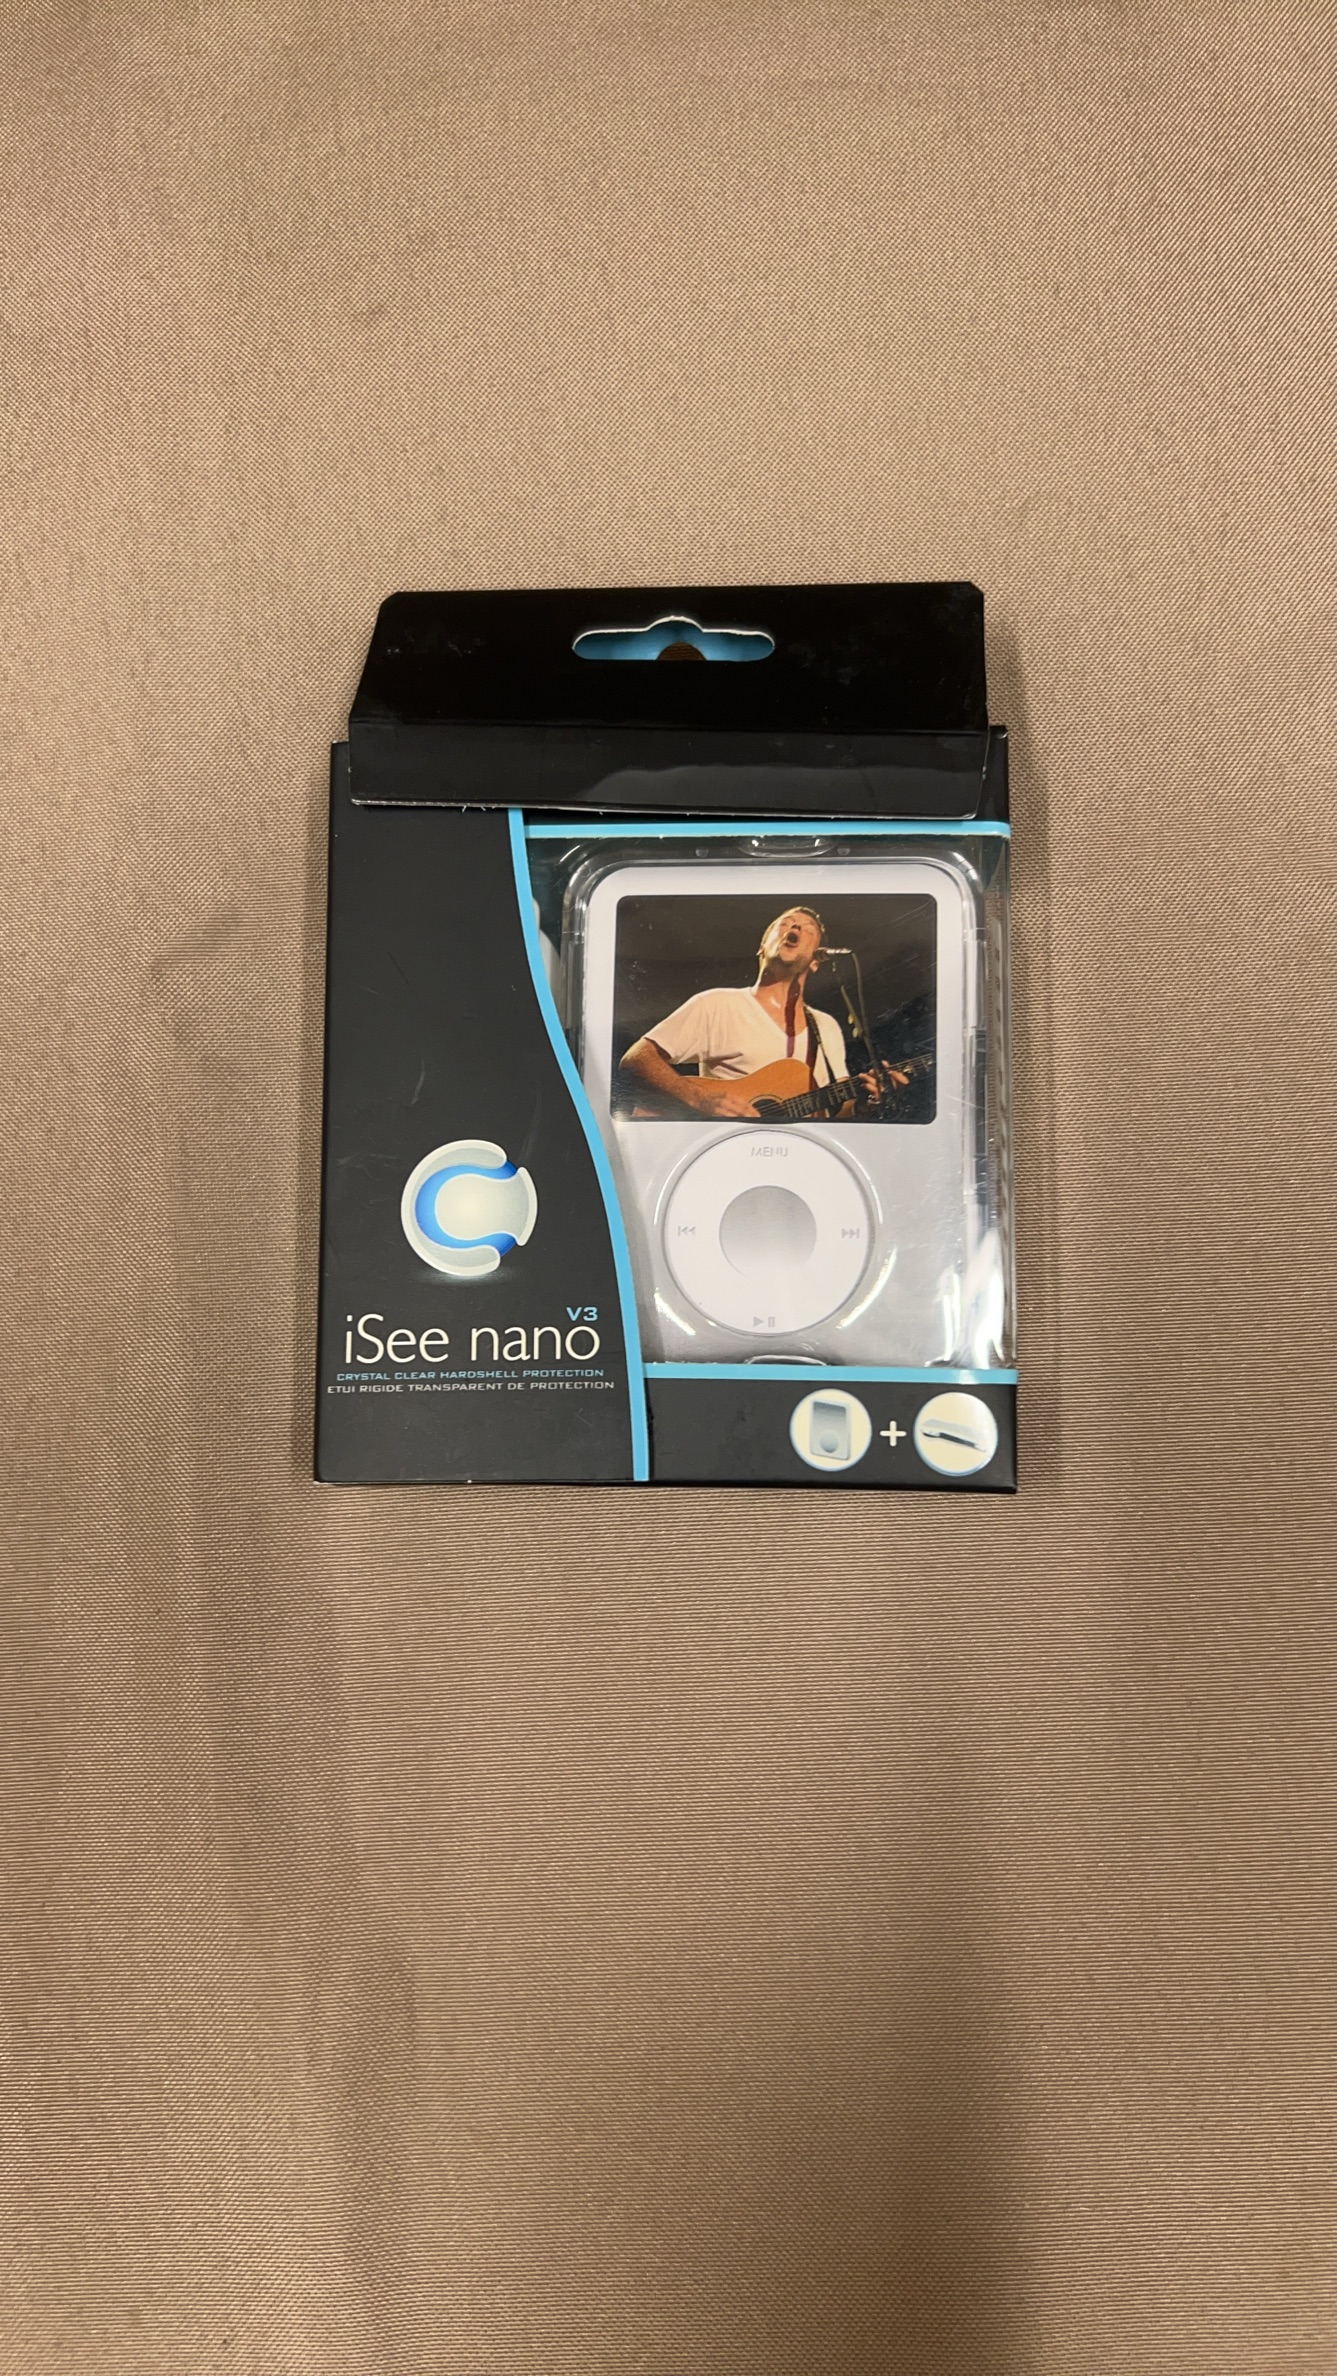 MENU
V3
iSee nano
CRYSTAL CLEAR HARDSHELL PROTECTION
ETUI RIGIDE TRANSPARENT DE PROTECTION
+